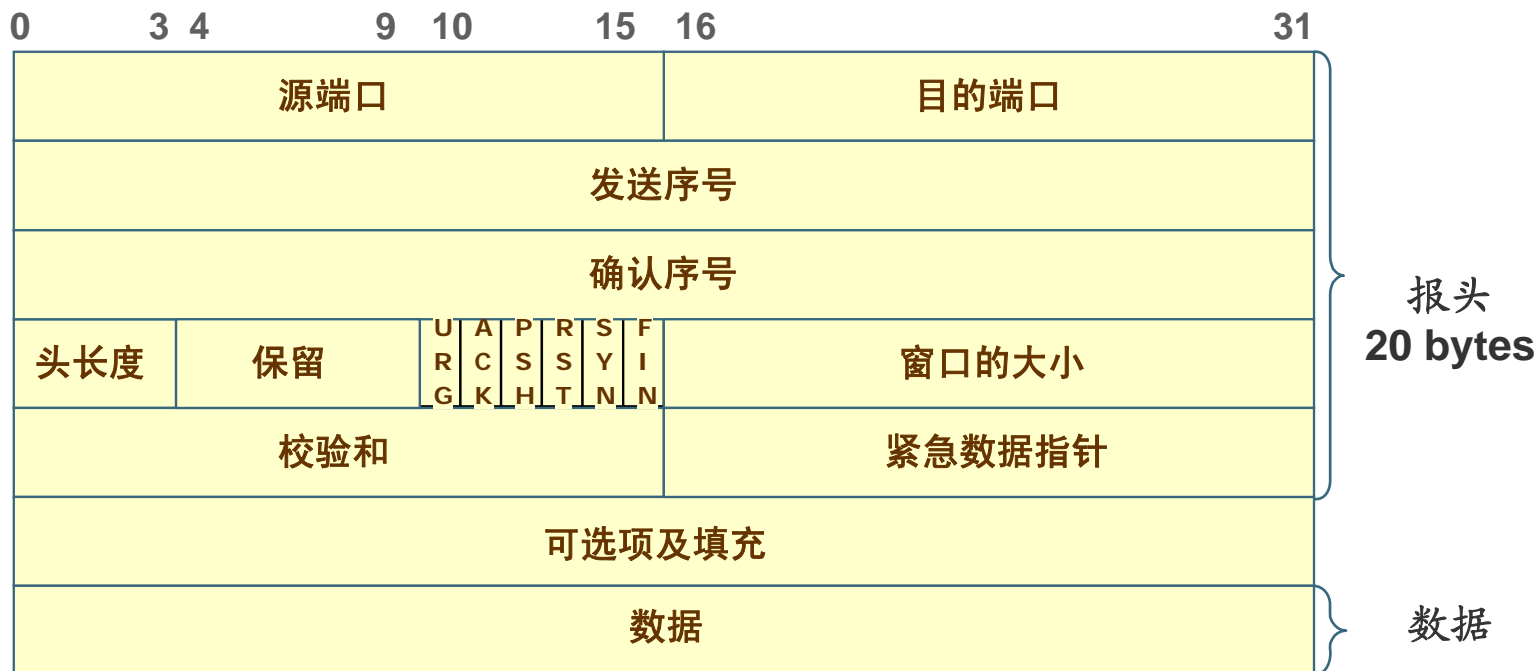 0 3 4 9 10 15 16 31
源端口 目的端口
发送序号
确认序号
头长度 保留 URG ACK PSH RST SYN FIN 窗口的大小
校验和 紧急数据指针
可选项及填充
数据
报头
20 bytes
数据